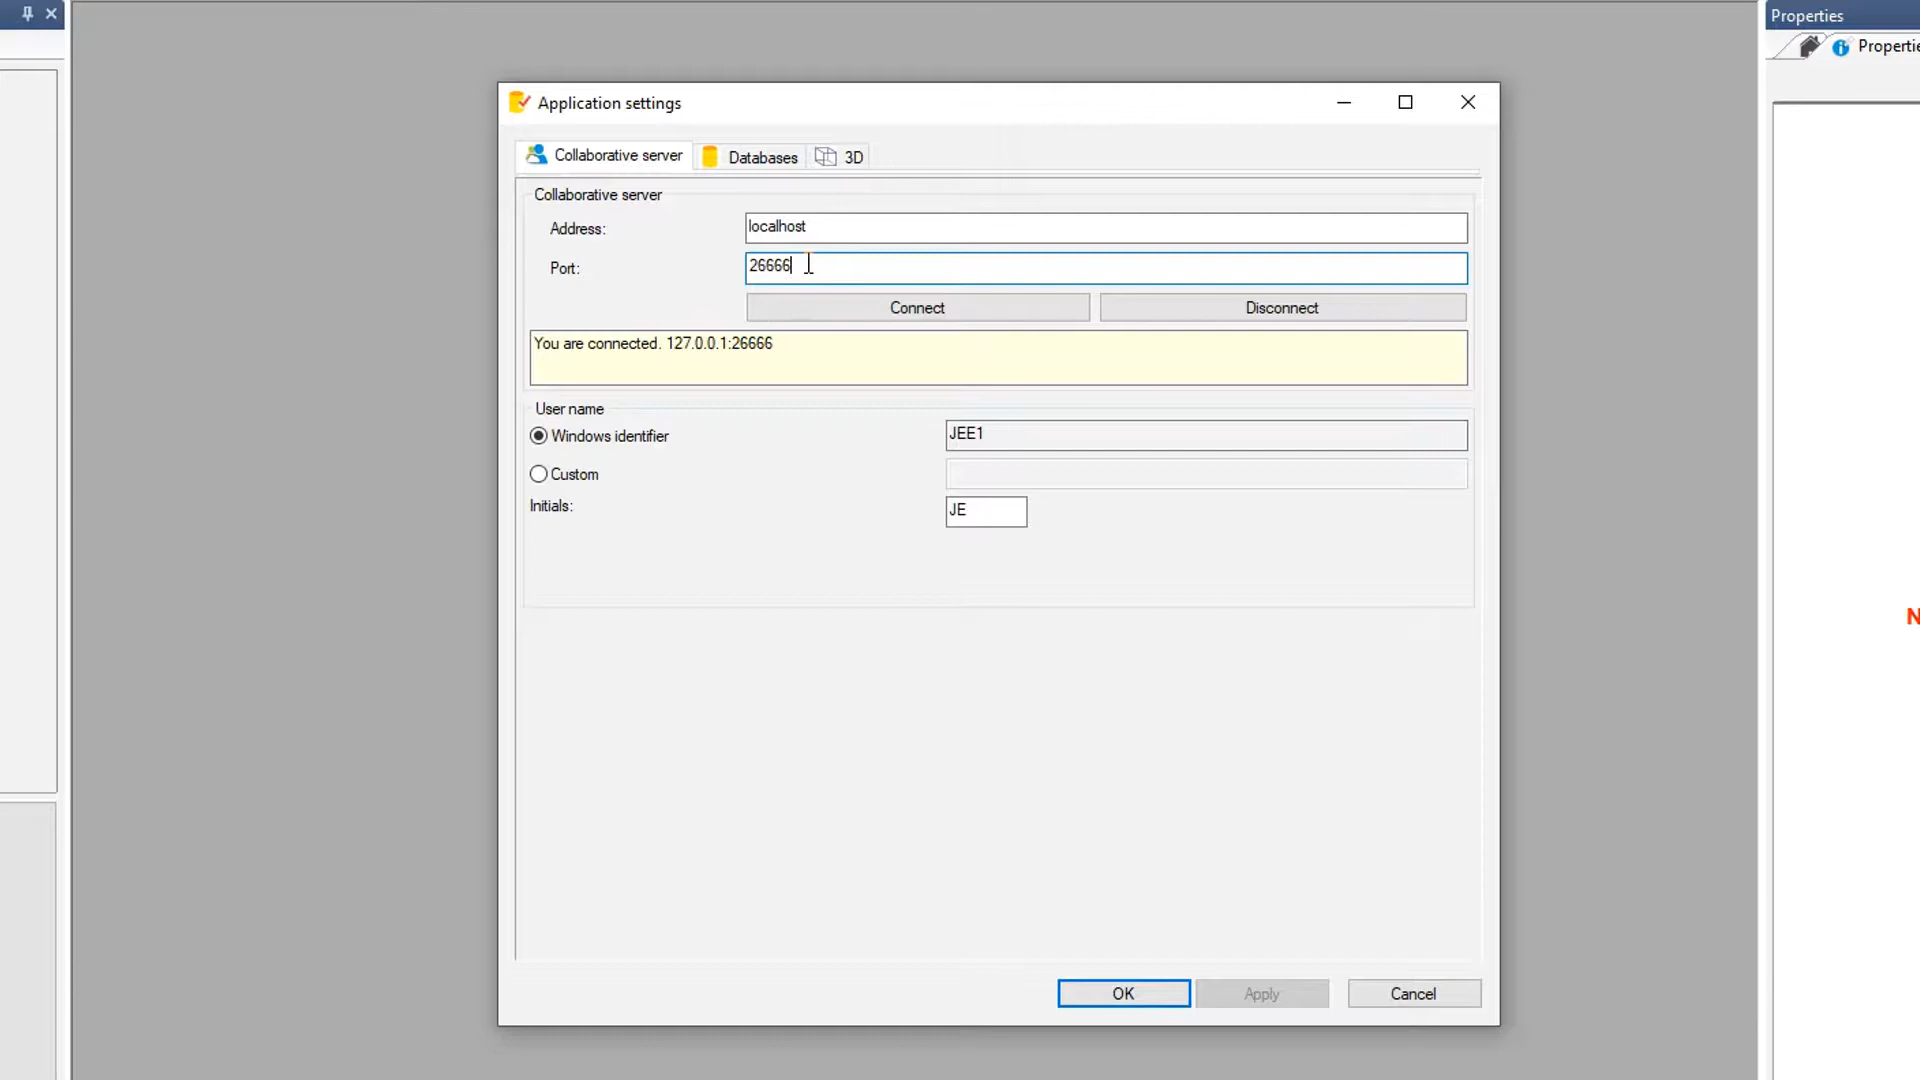 Properties
Propertie
Application settings
Collaborative server
Databases
3D
Collaborative server
Address:
localhost
Port:
26666
Connect
Disconnect
You are connected. 127.0.0.1:26666
User name
Windows identifier
JEE1
Custom
Initials:
JE
N
OK
Apply
Cancel